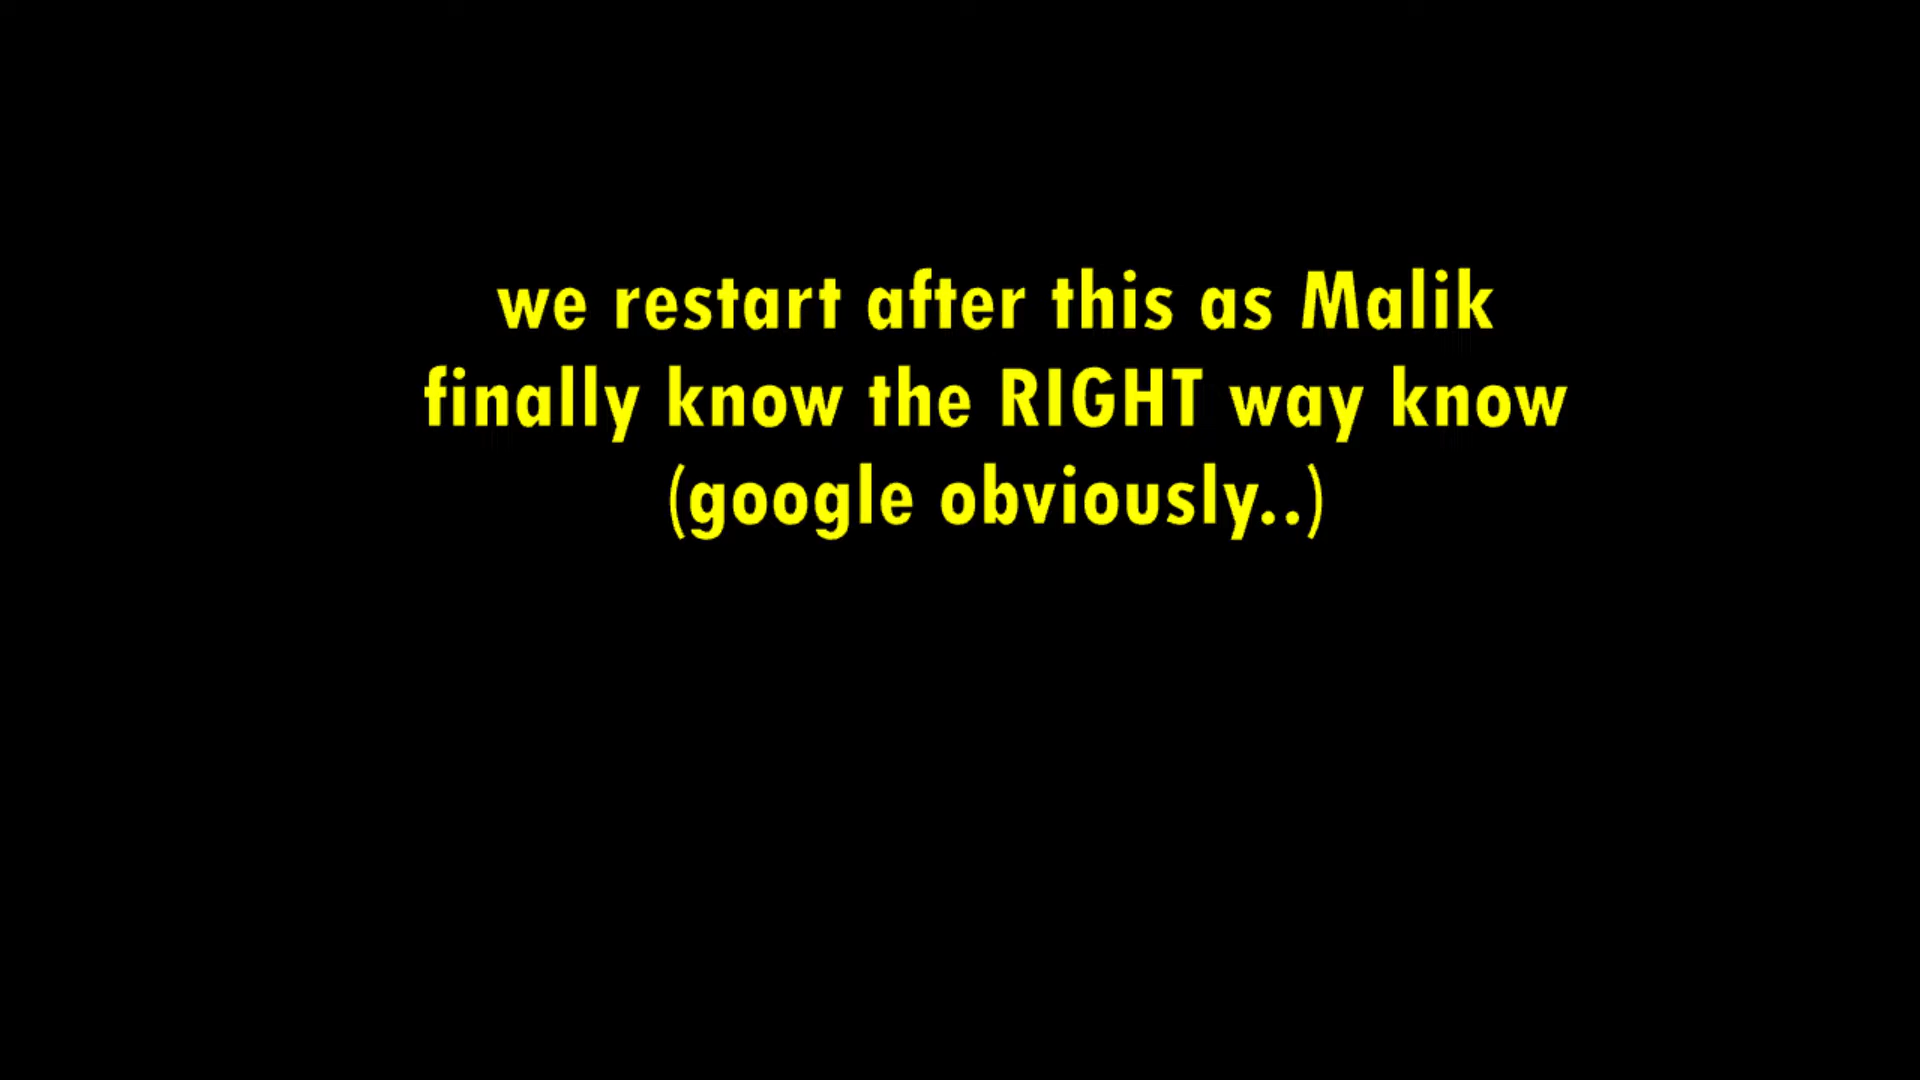 we restart after this as Malik
finally know the RIGHT way know
(google obviously..)